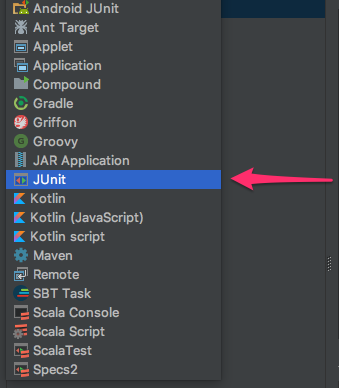 Android JUnit
Ant Target
Applet
Application
Compound
Gradle
Griffon
Groovy
JAR Application
JUnit
Kotlin
Kotlin (JavaScript)
Kotlin script
Maven
Remote
SBT Task
Scala Console
Scala Script
ScalaTest
Specs2